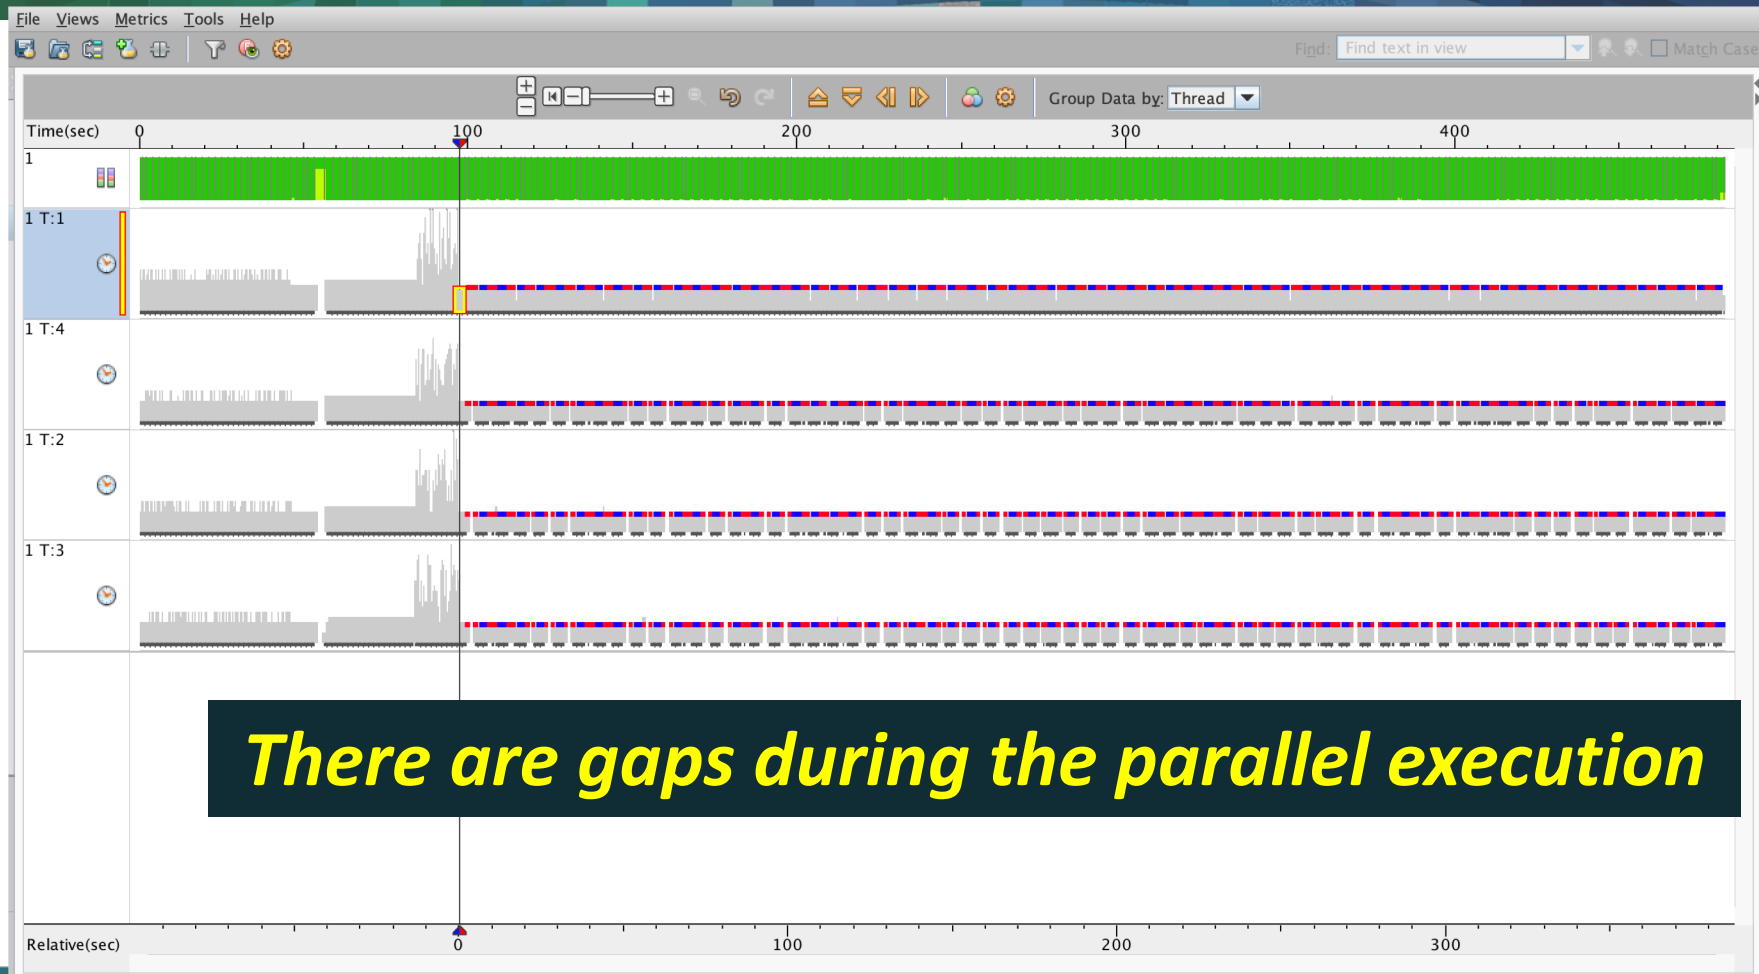 File Views Metrics Tools Help
Find: Find text in view Match Case
Group Data by: Thread
Time(sec) 0 100 200 300 400
1
1 T:1
1 T:4
1 T:2
1 T:3
There are gaps during the parallel execution
Relative(sec) 0 100 200 300